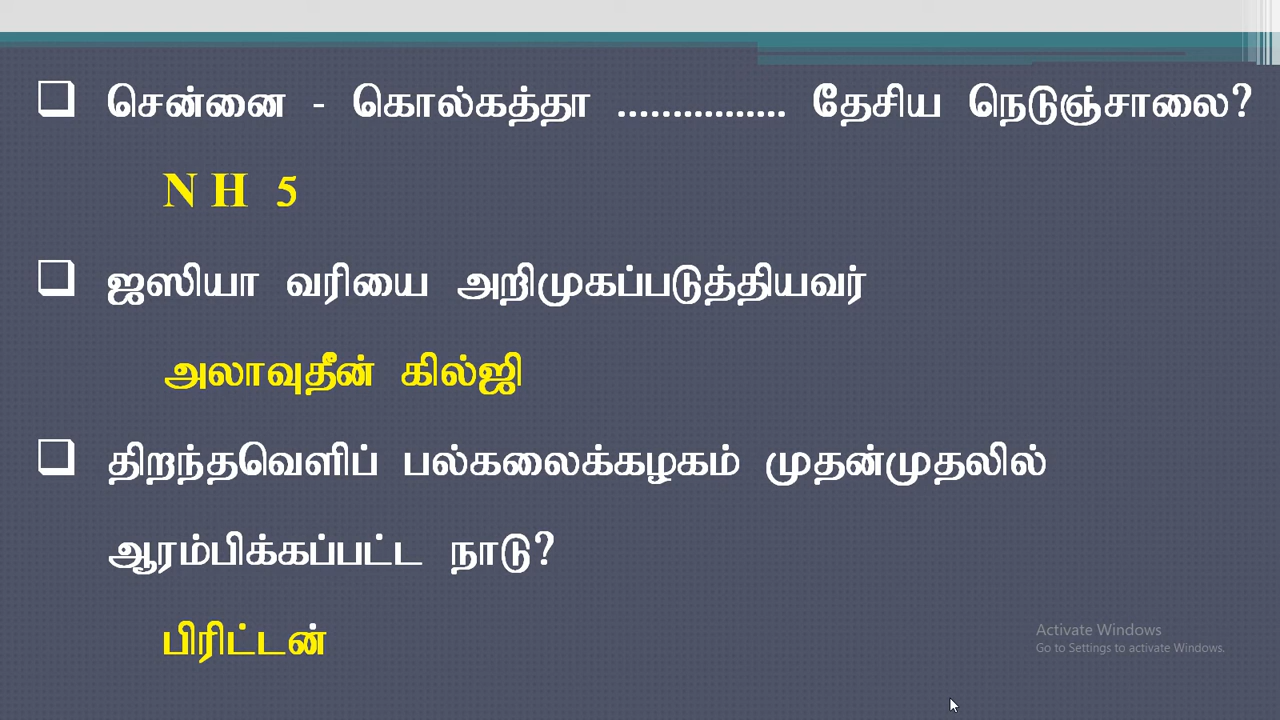 ❑ சென்னை - கொல்கத்தா ............... தேசிய நெடுஞ்சாலை?
N H 5
❑ ஜஸியா வரியை அறிமுகப்படுத்தியவர்
அலாவுதீன் கில்ஜி
❑ திறந்தவெளிப் பல்கலைக்கழகம் முதன்முதலில்
ஆரம்பிக்கப்பட்ட நாடு?
பிரிட்டன்
Activate Windows
Go to Settings to activate Windows.